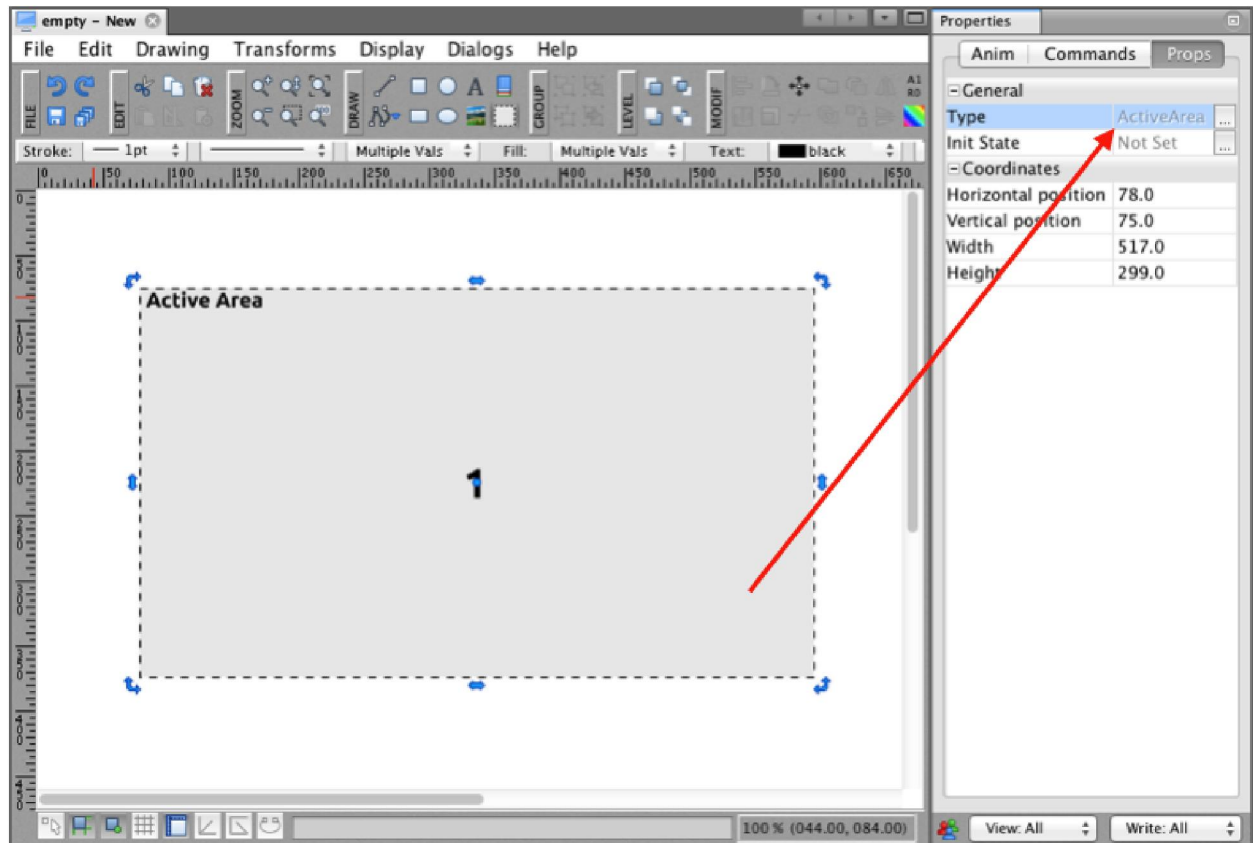 empty – New
Properties
File Edit Drawing Transforms Display Dialogs Help
Anim Commands Props
FILE EDIT ZOOM DRAW A GROUP LEVEL MODIF
General
Type ActiveArea ...
Init State Not Set ...
Stroke: 1pt Multiple Vals Fill: Multiple Vals Text: black
Coordinates
0 50 100 150 200 250 300 350 400 450 500 550 600 650
Horizontal position 78.0
Vertical position 75.0
Width 517.0
Height 299.0
Active Area
1
100 % (044.00, 084.00)
View: All Write: All